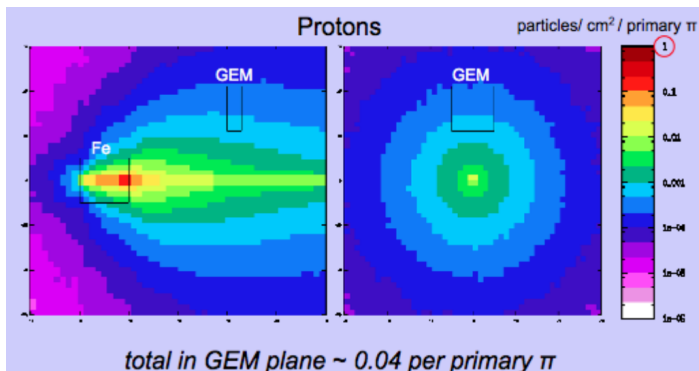 Protons
particles/ cm² / primary π
GEM
GEM
Fe
1
0.1
0.01
0.001
1e-04
1e-05
1e-06
total in GEM plane ~ 0.04 per primary π